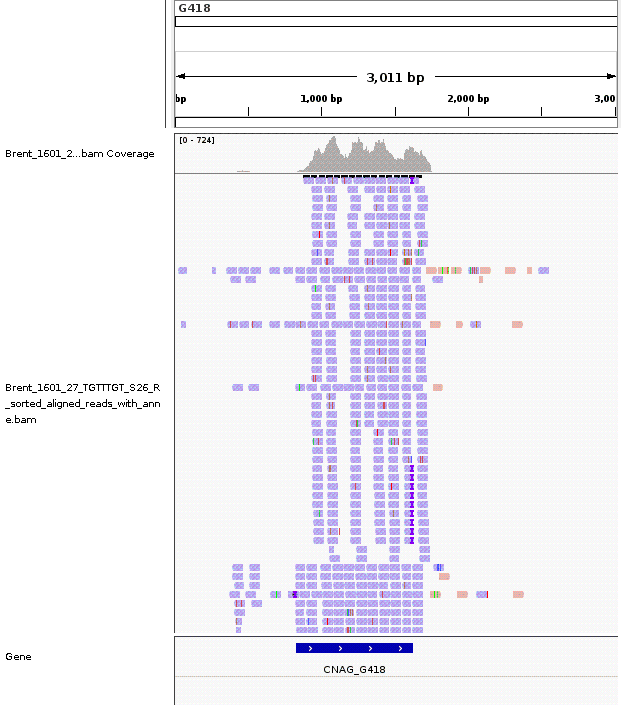 G418
3,011 bp
bp 1,000 bp 2,000 bp 3,00
[0 - 724]
Brent_1601_2...bam Coverage
Brent_1601_27_TGTTTGT_S26_R
_sorted_aligned_reads_with_ann
e.bam
Gene
CNAG_G418